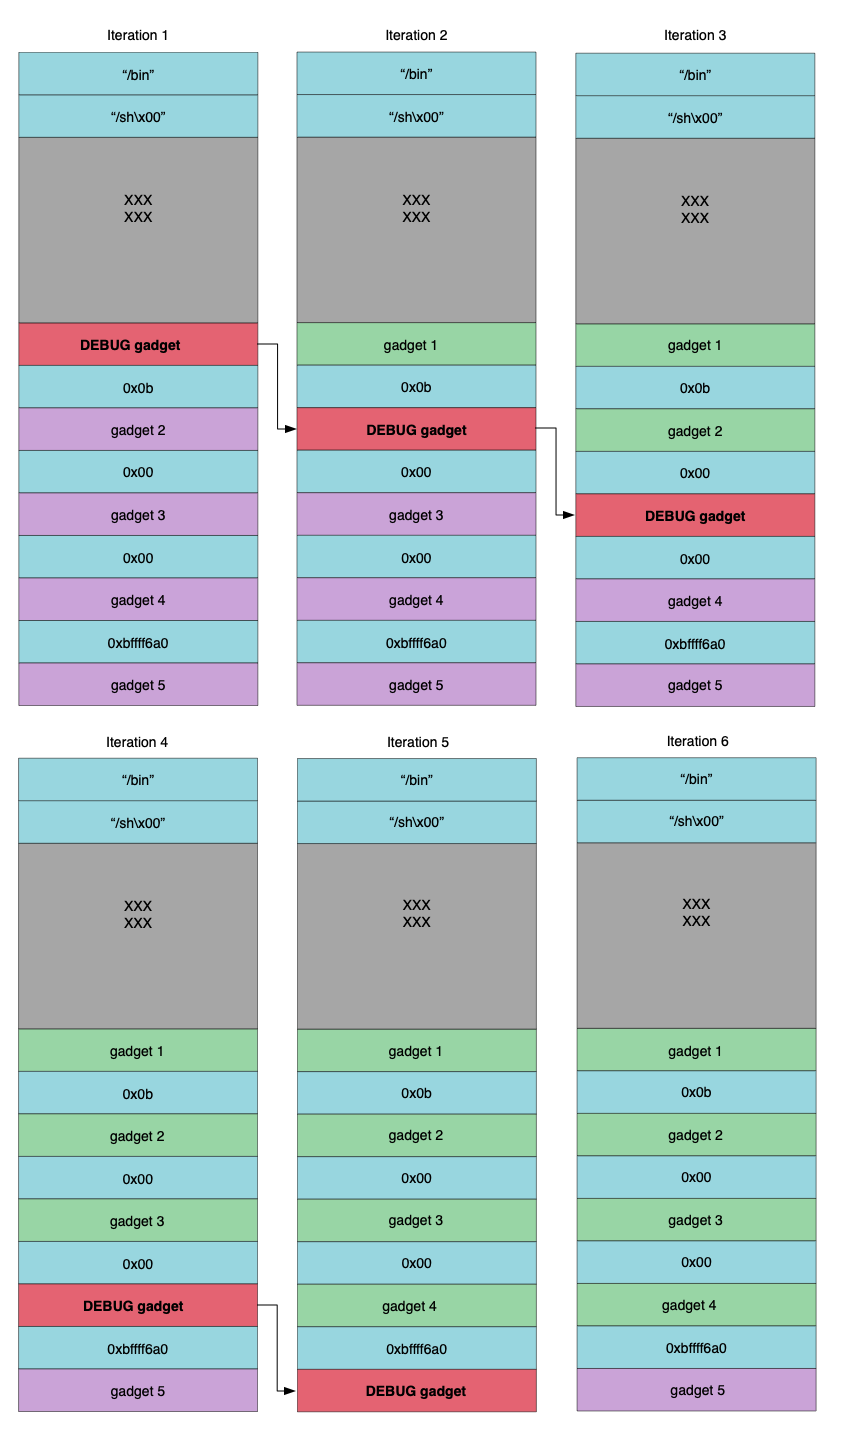 Iteration 1
“/bin”
“/sh\x00”
XXX
XXX
DEBUG gadget
0x0b
gadget 2
0x00
gadget 3
0x00
gadget 4
0xbffff6a0
gadget 5
Iteration 2
“/bin”
“/sh\x00”
XXX
XXX
gadget 1
0x0b
DEBUG gadget
0x00
gadget 3
0x00
gadget 4
0xbffff6a0
gadget 5
Iteration 3
“/bin”
“/sh\x00”
XXX
XXX
gadget 1
0x0b
gadget 2
0x00
DEBUG gadget
0x00
gadget 4
0xbffff6a0
gadget 5
Iteration 4
“/bin”
“/sh\x00”
XXX
XXX
gadget 1
0x0b
gadget 2
0x00
gadget 3
0x00
DEBUG gadget
0xbffff6a0
gadget 5
Iteration 5
“/bin”
“/sh\x00”
XXX
XXX
gadget 1
0x0b
gadget 2
0x00
gadget 3
0x00
gadget 4
0xbffff6a0
DEBUG gadget
Iteration 6
“/bin”
“/sh\x00”
XXX
XXX
gadget 1
0x0b
gadget 2
0x00
gadget 3
0x00
gadget 4
0xbffff6a0
gadget 5